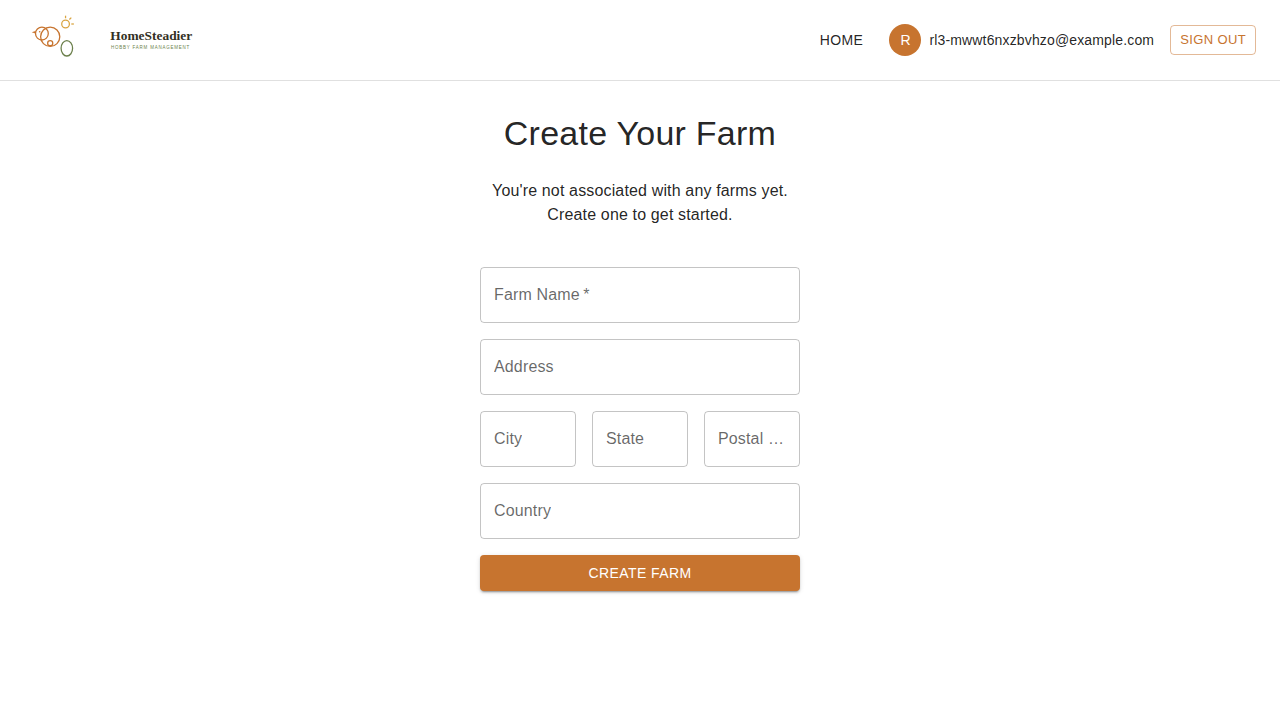 HomeSteadier
HOBBY FARM MANAGEMENT
HOME
R
rl3-mwwt6nxzbvhzo@example.com
SIGN OUT
Create Your Farm
You're not associated with any farms yet.
Create one to get started.
Farm Name *
Address
City
State
Postal …
Country
CREATE FARM